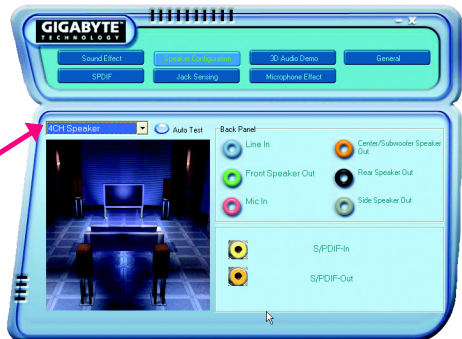 GIGABYTE™
TECHNOLOGY
Sound Effect
Speaker Configuration
3D Audio Demo
General
SPDIF
Jack Sensing
Microphone Effect
4CH Speaker
Auto Test
Back Panel
Line In
Center/Subwoofer Speaker
Out
Front Speaker Out
Rear Speaker Out
Mic In
Side Speaker Out
S/PDIF-In
S/PDIF-Out